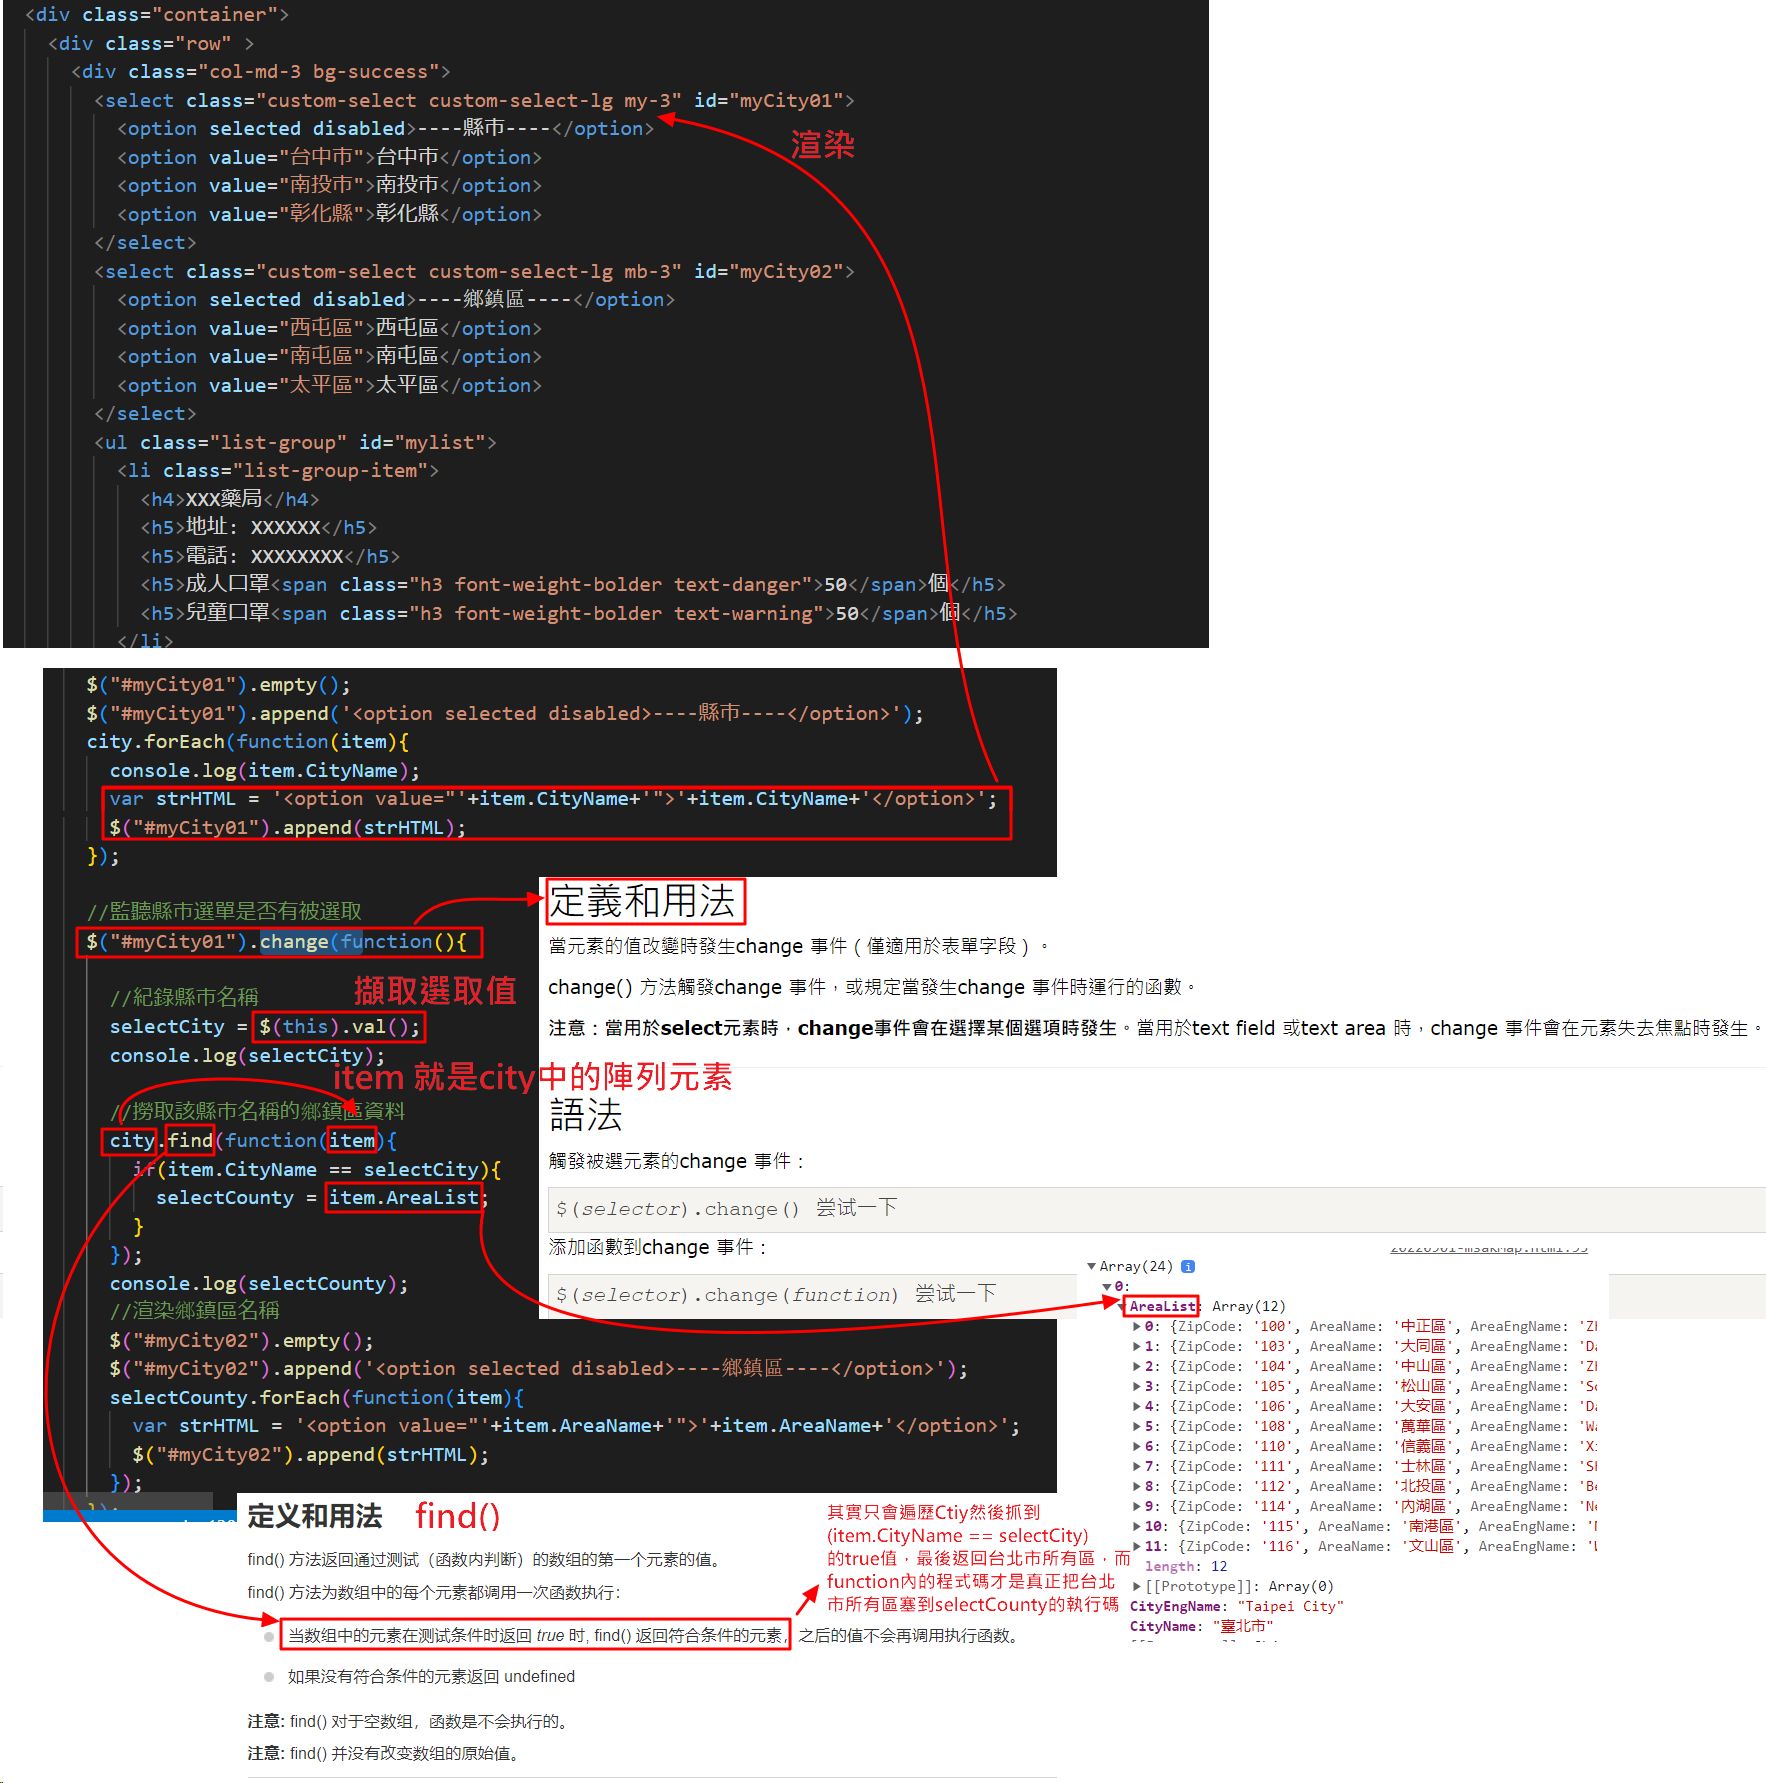 <div class="container">
<div class="row" >
<div class="col-md-3 bg-success">
<select class="custom-select custom-select-lg my-3" id="myCity01">
<option selected disabled>----縣市----</option>
渲染
<option value="台中市">台中市</option>
<option value="南投市">南投市</option>
<option value="彰化縣">彰化縣</option>
</select>
<select class="custom-select custom-select-lg mb-3" id="myCity02">
<option selected disabled>----鄉鎮區----</option>
<option value="西屯區">西屯區</option>
<option value="南屯區">南屯區</option>
<option value="太平區">太平區</option>
</select>
<ul class="list-group" id="mylist">
<li class="list-group-item">
<h4>XXX藥局</h4>
<h5>地址: XXXXXX</h5>
<h5>電話: XXXXXXXX</h5>
<h5>成人口罩<span class="h3 font-weight-bolder text-danger">50</span>個</h5>
<h5>兒童口罩<span class="h3 font-weight-bolder text-warning">50</span>個</h5>
</li>
$("#myCity01").empty();
$("#myCity01").append('<option selected disabled>----縣市----</option>');
city.forEach(function(item){
console.log(item.CityName);
var strHTML = '<option value="'+item.CityName+'">'+item.CityName+'</option>';
$("#myCity01").append(strHTML);
});
//監聽縣市選單是否有被選取
$("#myCity01").change(function(){
//紀錄縣市名稱
擷取選取值
selectCity = $(this).val();
console.log(selectCity);
item 就是city中的陣列元素
//撈取該縣市名稱的鄉鎮區資料
city.find(function(item){
if(item.CityName == selectCity){
selectCounty = item.AreaList;
}
});
console.log(selectCounty);
//渲染鄉鎮區名稱
$("#myCity02").empty();
$("#myCity02").append('<option selected disabled>----鄉鎮區----</option>');
selectCounty.forEach(function(item){
var strHTML = '<option value="'+item.AreaName+'">'+item.AreaName+'</option>';
$("#myCity02").append(strHTML);
});
定義和用法
當元素的值改變時發生change 事件（僅適用於表單字段）。
change() 方法觸發change 事件，或規定當發生change 事件時運行的函數。
注意：當用於select元素時，change事件會在選擇某個選項時發生。當用於text field 或text area 時，change 事件會在元素失去焦點時發生。
語法
觸發被選元素的change 事件：
$(selector).change() 尝试一下
添加函數到change 事件：
$(selector).change(function) 尝试一下
Array(24)
0:
AreaList: Array(12)
0: {ZipCode: '100', AreaName: '中正區', AreaEngName: 'Zh
1: {ZipCode: '103', AreaName: '大同區', AreaEngName: 'Da
2: {ZipCode: '104', AreaName: '中山區', AreaEngName: 'Zh
3: {ZipCode: '105', AreaName: '松山區', AreaEngName: 'So
4: {ZipCode: '106', AreaName: '大安區', AreaEngName: 'Da
5: {ZipCode: '108', AreaName: '萬華區', AreaEngName: 'Wa
6: {ZipCode: '110', AreaName: '信義區', AreaEngName: 'Xi
7: {ZipCode: '111', AreaName: '士林區', AreaEngName: 'Sh
8: {ZipCode: '112', AreaName: '北投區', AreaEngName: 'Be
9: {ZipCode: '114', AreaName: '內湖區', AreaEngName: 'Ne
10: {ZipCode: '115', AreaName: '南港區', AreaEngName: 'N
11: {ZipCode: '116', AreaName: '文山區', AreaEngName: 'W
length: 12
[[Prototype]]: Array(0)
CityEngName: "Taipei City"
CityName: "臺北市"
定义和用法 find()
find() 方法返回通过测试（函数内判断）的数组的第一个元素的值。
find() 方法为数组中的每个元素都调用一次函数执行：
当数组中的元素在测试条件时返回 true 时, find() 返回符合条件的元素，之后的值不会再调用执行函数。
如果没有符合条件的元素返回 undefined
注意: find() 对于空数组，函数是不会执行的。
注意: find() 并没有改变数组的原始值。
其實只會遍歷Ctiy然後抓到
(item.CityName == selectCity)
的true值，最後返回台北市所有區，而
function內的程式碼才是真正把台北
市所有區塞到selectCounty的執行碼